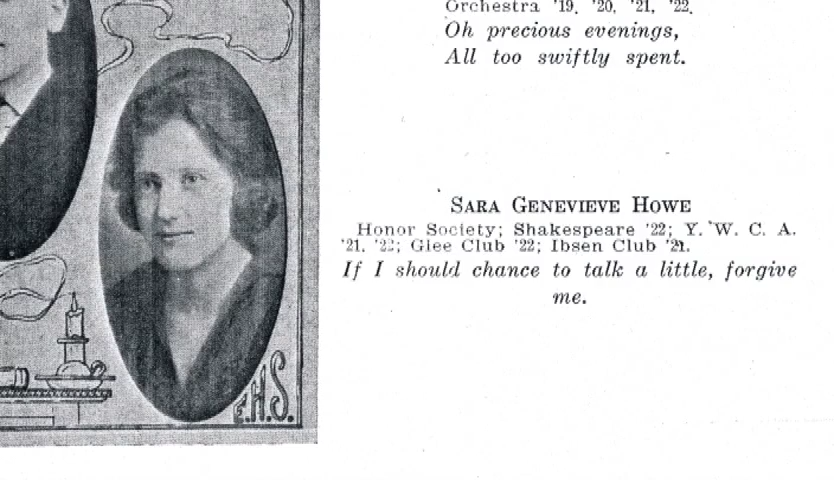 Orchestra '19, '20, '21, '22.
Oh precious evenings,
All too swiftly spent.
SARA GENEVIEVE HOWE
Honor Society; Shakespeare '22; Y. W. C. A.
'21, '22; Glee Club '22; Ibsen Club '21.
If I should chance to talk a little, forgive
me.
E.H.S.